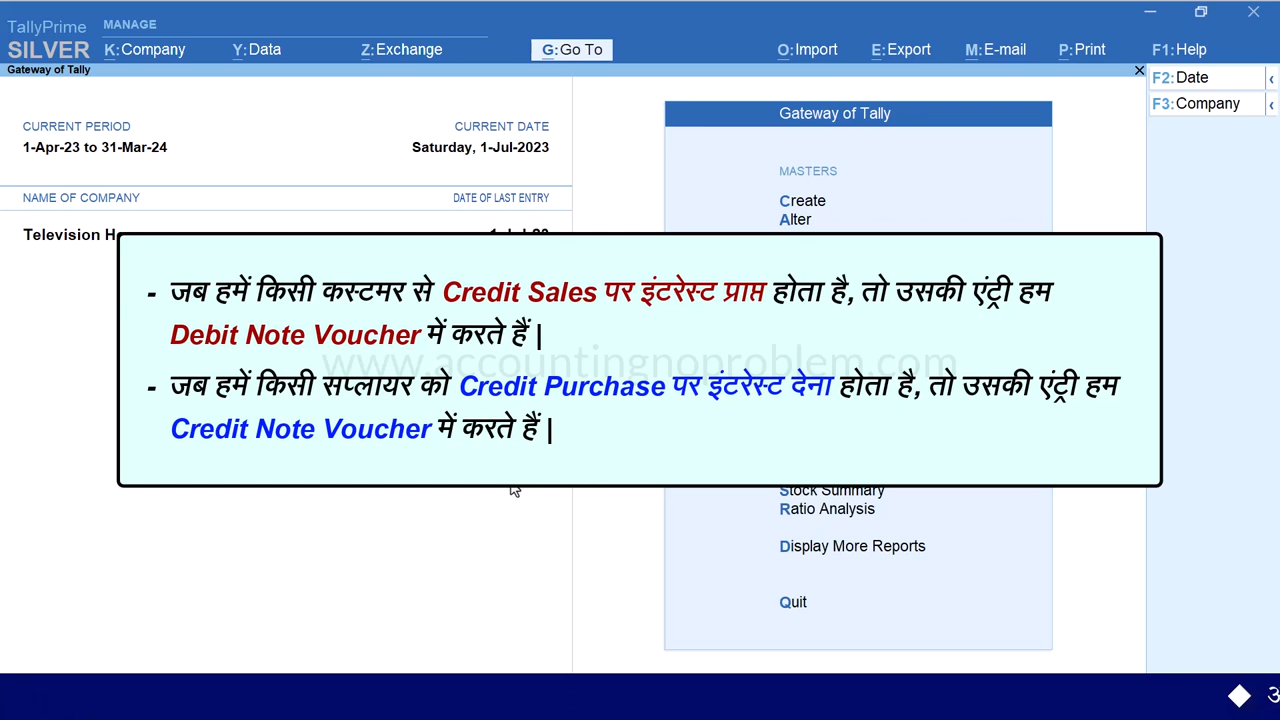 TallyPrime MANAGE
SILVER K:Company Y:Data Z:Exchange G:Go To O:Import E:Export M:E-mail P:Print F1:Help
Gateway of Tally
F2:Date
F3:Company
CURRENT PERIOD CURRENT DATE
1-Apr-23 to 31-Mar-24 Saturday, 1-Jul-2023
NAME OF COMPANY DATE OF LAST ENTRY
Television
Gateway of Tally
MASTERS
Create
Alter
- जब हमें किसी कस्टमर से Credit Sales पर इंटरेस्ट प्राप्त होता है, तो उसकी एंट्री हम
Debit Note Voucher में करते हैं |
www.accountingnoproblem.com
- जब हमें किसी सप्लायर को Credit Purchase पर इंटरेस्ट देना होता है, तो उसकी एंट्री हम
Credit Note Voucher में करते हैं |
Stock Summary
Ratio Analysis
Display More Reports
Quit